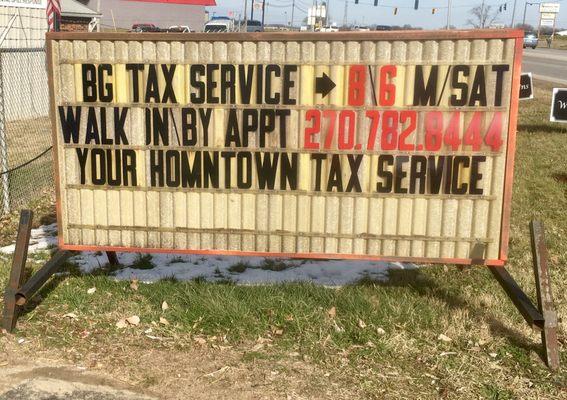 BG TAX SERVICE → 8\6 M/SAT
WALK IN\BY APPT 270.782.8444
YOUR HOMNTOWN TAX SERVICE